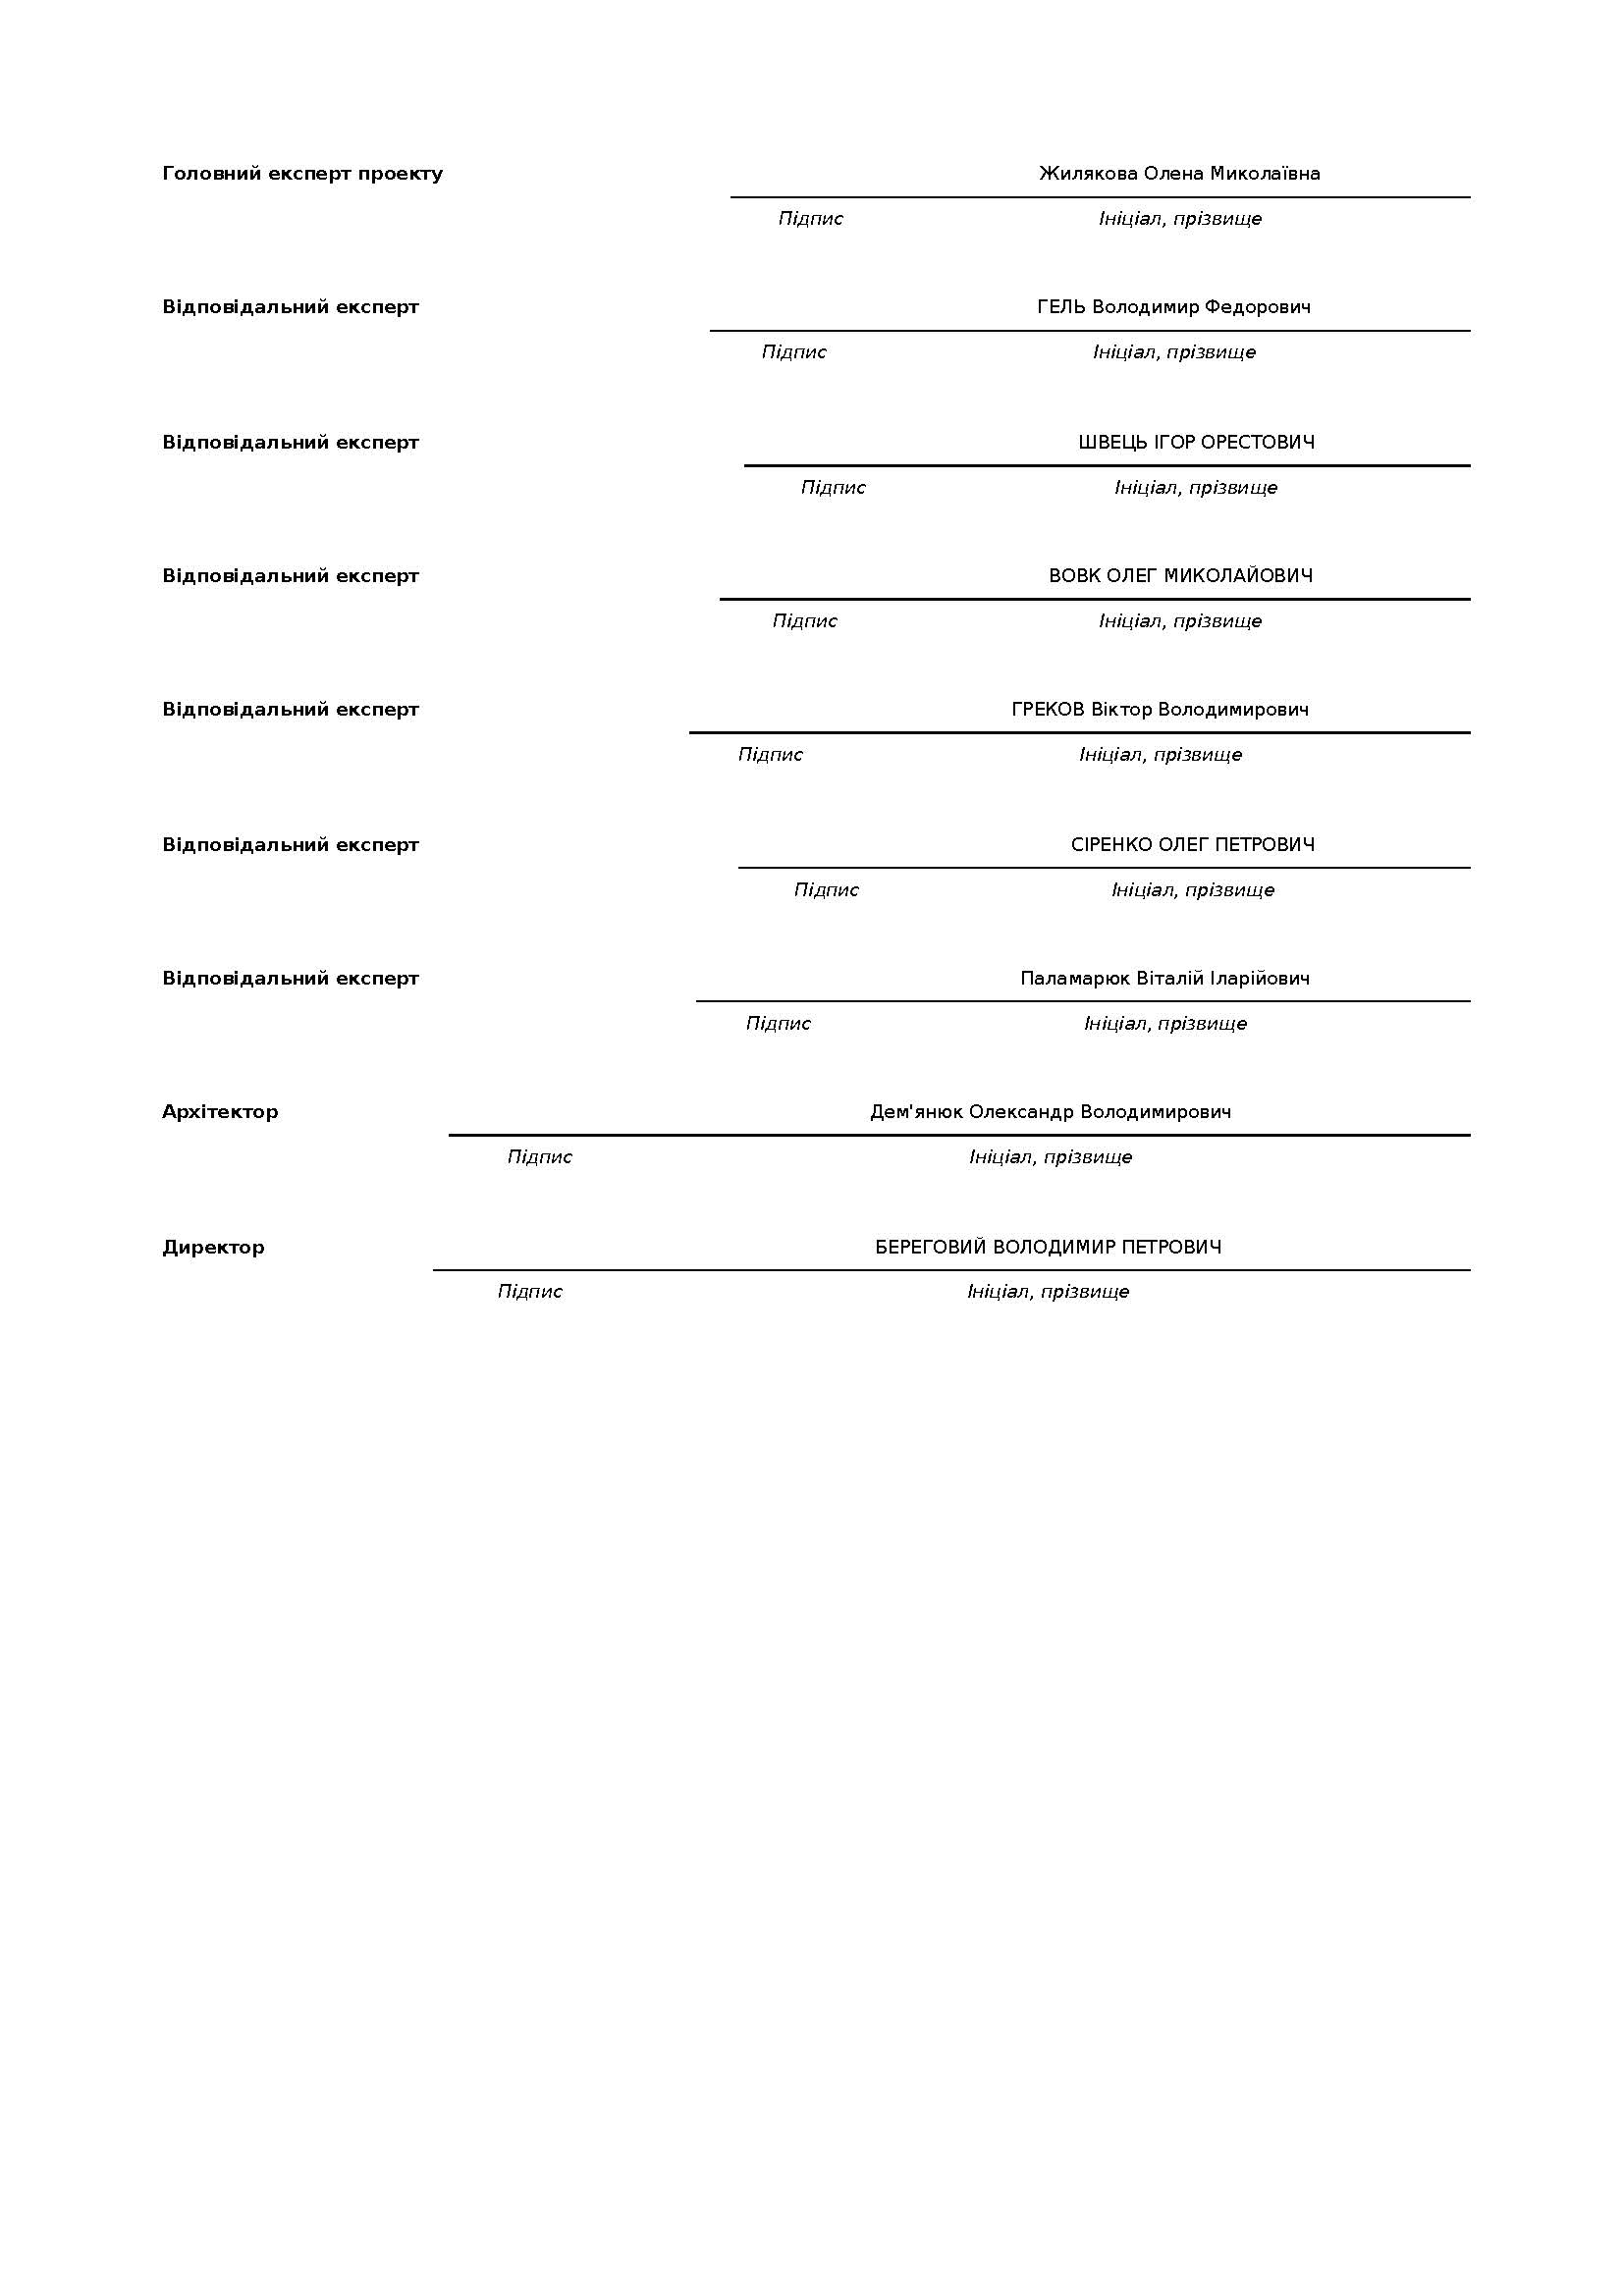 Головний експерт проекту Жилякова Олена Миколаївна
Підпис Ініціал, прізвище
Відповідальний експерт ГЕЛЬ Володимир Федорович
Підпис Ініціал, прізвище
Відповідальний експерт ШВЕЦЬ ІГОР ОРЕСТОВИЧ
Підпис Ініціал, прізвище
Відповідальний експерт ВОВК ОЛЕГ МИКОЛАЙОВИЧ
Підпис Ініціал, прізвище
Відповідальний експерт ГРЕКОВ Віктор Володимирович
Підпис Ініціал, прізвище
Відповідальний експерт СІРЕНКО ОЛЕГ ПЕТРОВИЧ
Підпис Ініціал, прізвище
Відповідальний експерт Паламарюк Віталій Іларійович
Підпис Ініціал, прізвище
Архітектор Дем'янюк Олександр Володимирович
Підпис Ініціал, прізвище
Директор БЕРЕГОВИЙ ВОЛОДИМИР ПЕТРОВИЧ
Підпис Ініціал, прізвище